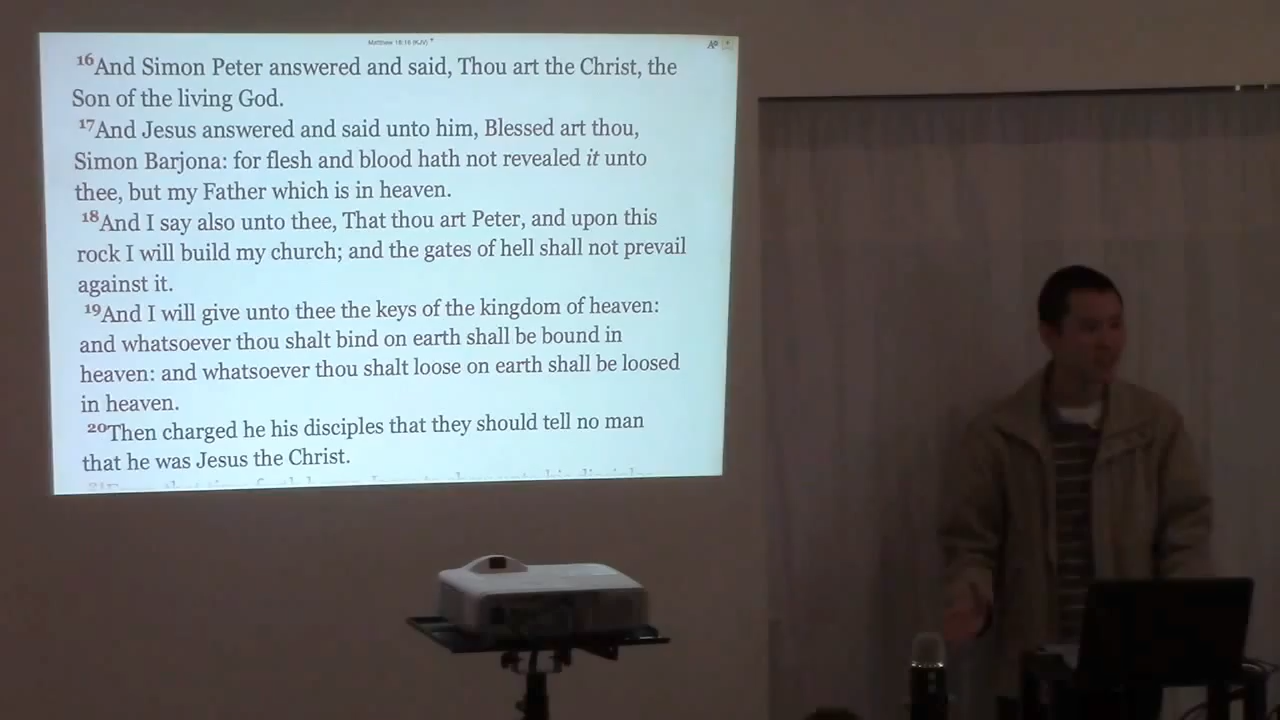 Matthew 16:16 (KJV)
16And Simon Peter answered and said, Thou art the Christ, the
Son of the living God.
17And Jesus answered and said unto him, Blessed art thou,
Simon Barjona: for flesh and blood hath not revealed it unto
thee, but my Father which is in heaven.
18And I say also unto thee, That thou art Peter, and upon this
rock I will build my church; and the gates of hell shall not prevail
against it.
19And I will give unto thee the keys of the kingdom of heaven:
and whatsoever thou shalt bind on earth shall be bound in
heaven: and whatsoever thou shalt loose on earth shall be loosed
in heaven.
20Then charged he his disciples that they should tell no man
that he was Jesus the Christ.